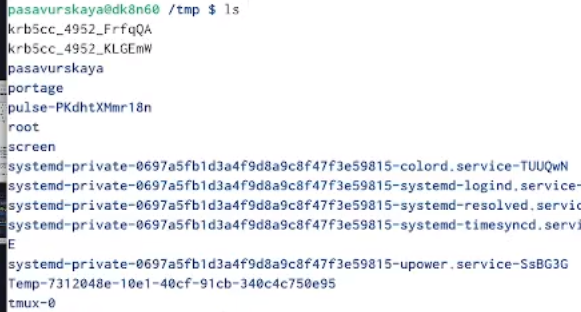 pasavurskaya@dk8n60 /tmp $ ls
krb5cc_4952_FrfqQA
krb5cc_4952_KLGEmW
pasavurskaya
portage
pulse-PKdhtXMmr18n
root
screen
systemd-private-0697a5fb1d3a4f9d8a9c8f47f3e59815-colord.service-TUUQwN
systemd-private-0697a5fb1d3a4f9d8a9c8f47f3e59815-systemd-logind.service-
systemd-private-0697a5fb1d3a4f9d8a9c8f47f3e59815-systemd-resolved.servic
systemd-private-0697a5fb1d3a4f9d8a9c8f47f3e59815-systemd-timesyncd.servi
E
systemd-private-0697a5fb1d3a4f9d8a9c8f47f3e59815-upower.service-SsBG3G
Temp-7312048e-10e1-40cf-91cb-340c4c750e95
tmux-0